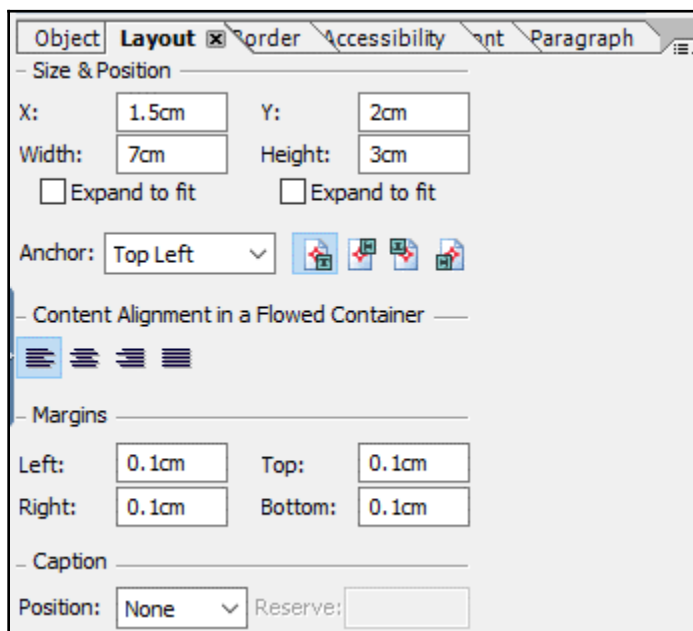 Object Layout Border Accessibility ont Paragraph
Size & Position
X: 1.5cm Y: 2cm
Width: 7cm Height: 3cm
Expand to fit Expand to fit
Anchor: Top Left
Content Alignment in a Flowed Container
Margins
Left: 0.1cm Top: 0.1cm
Right: 0.1cm Bottom: 0.1cm
Caption
Position: None Reserve: